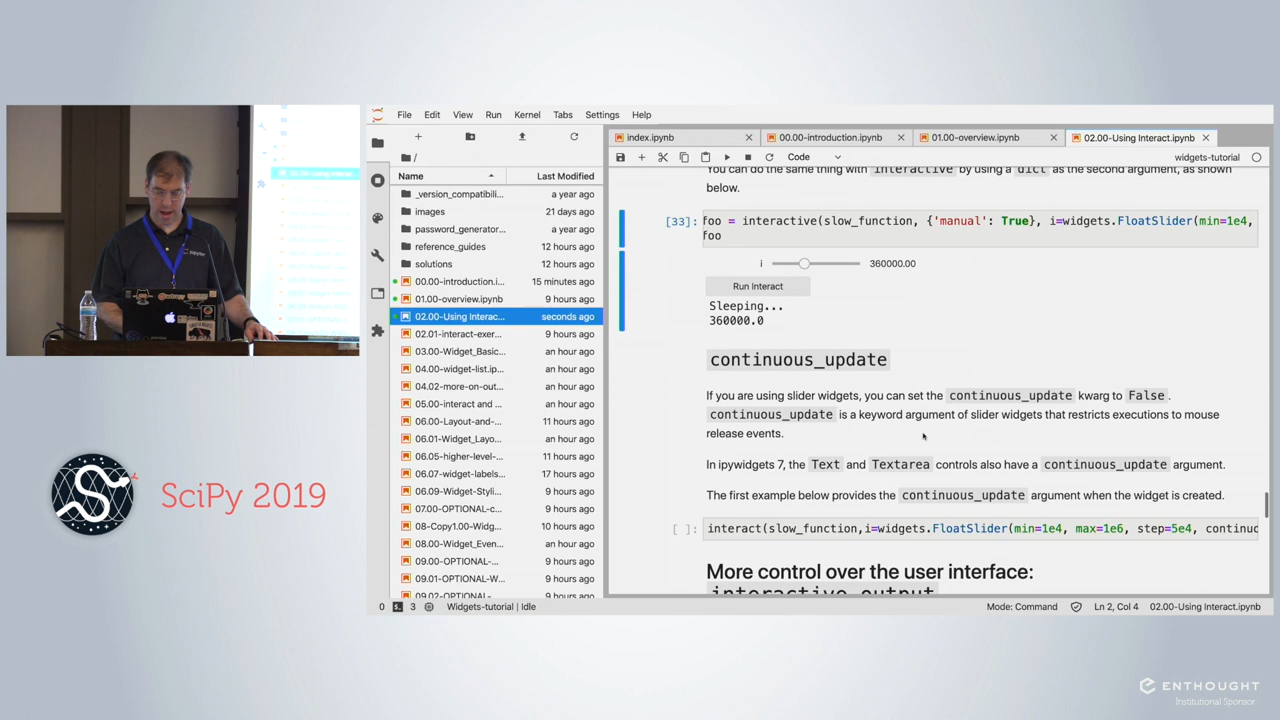 File Edit View Run Kernel Tabs Settings Help
index.ipynb
00.00-introduction.ipynb
01.00-overview.ipynb
02.00-Using Interact.ipynb
Code
widgets-tutorial
/
Name Last Modified
_version_compatibili... a year ago
images 21 days ago
password_generator... a year ago
reference_guides 12 hours ago
solutions 12 hours ago
00.00-introduction.i... 15 minutes ago
01.00-overview.ipynb 9 hours ago
02.00-Using Interac... seconds ago
02.01-interact-exer... 9 hours ago
03.00-Widget_Basic... an hour ago
04.00-widget-list.ip... an hour ago
04.02-more-on-out... an hour ago
05.00-interact and ... an hour ago
06.00-Layout-and-... 11 hours ago
06.01-Widget_Layo... an hour ago
06.05-higher-level-... 11 hours ago
06.07-widget-labels... 17 hours ago
06.09-Widget-Styli... 11 hours ago
07.00-OPTIONAL-c... 9 hours ago
08-Copy1.00-Widg... 10 hours ago
08.00-Widget_Even... an hour ago
09.00-OPTIONAL-... 9 hours ago
09.01-OPTIONAL-W... 9 hours ago
09.02-OPTIONAL-... 9 hours ago
You can do the same thing with interactive by using a dict as the second argument, as shown
below.
[33]: foo = interactive(slow_function, {'manual': True}, i=widgets.FloatSlider(min=1e4,
foo
i 360000.00
Run Interact
Sleeping...
360000.0
continuous_update
If you are using slider widgets, you can set the continuous_update kwarg to False .
continuous_update is a keyword argument of slider widgets that restricts executions to mouse
release events.
In ipywidgets 7, the Text and Textarea controls also have a continuous_update argument.
The first example below provides the continuous_update argument when the widget is created.
[ ]: interact(slow_function,i=widgets.FloatSlider(min=1e4, max=1e6, step=5e4, continuo
More control over the user interface:
interactive_output
0 3 Widgets-tutorial | Idle
Mode: Command Ln 2, Col 4 02.00-Using Interact.ipynb
SciPy 2019
ENTHOUGHT
Institutional Sponsor